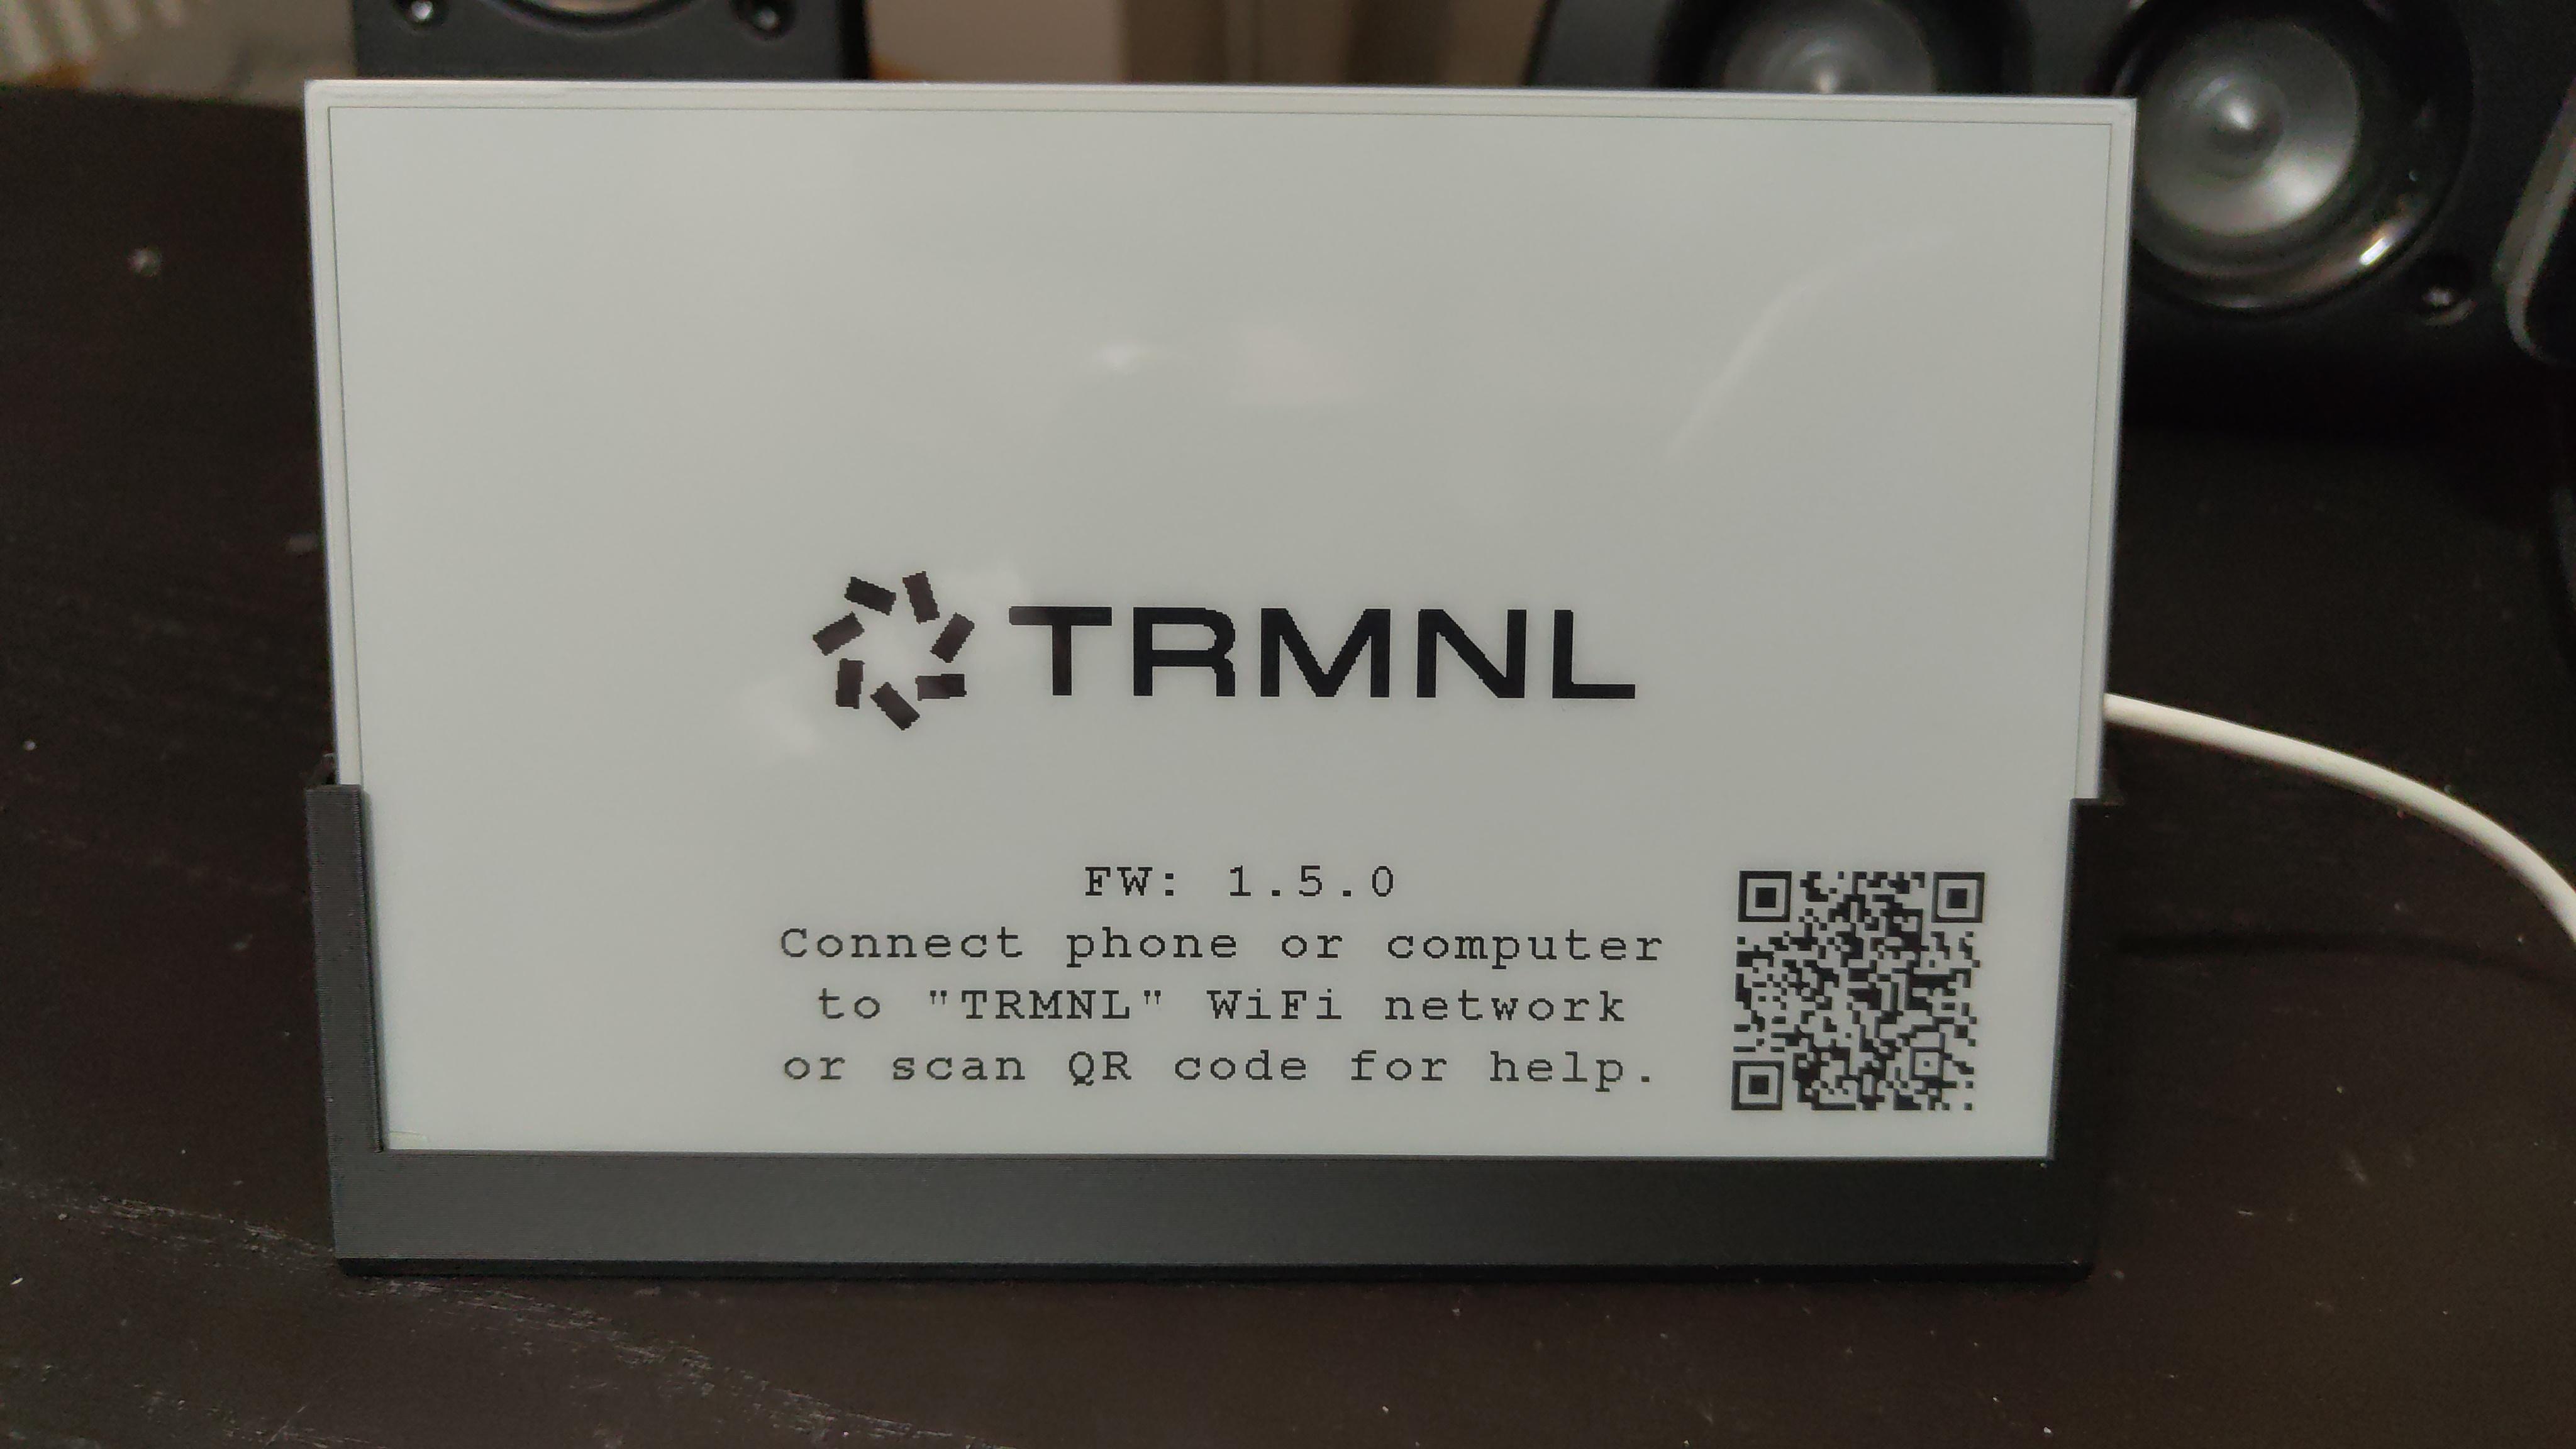 TRMNL
FW: 1.5.0
Connect phone or computer
to "TRMNL" WiFi network
or scan QR code for help.